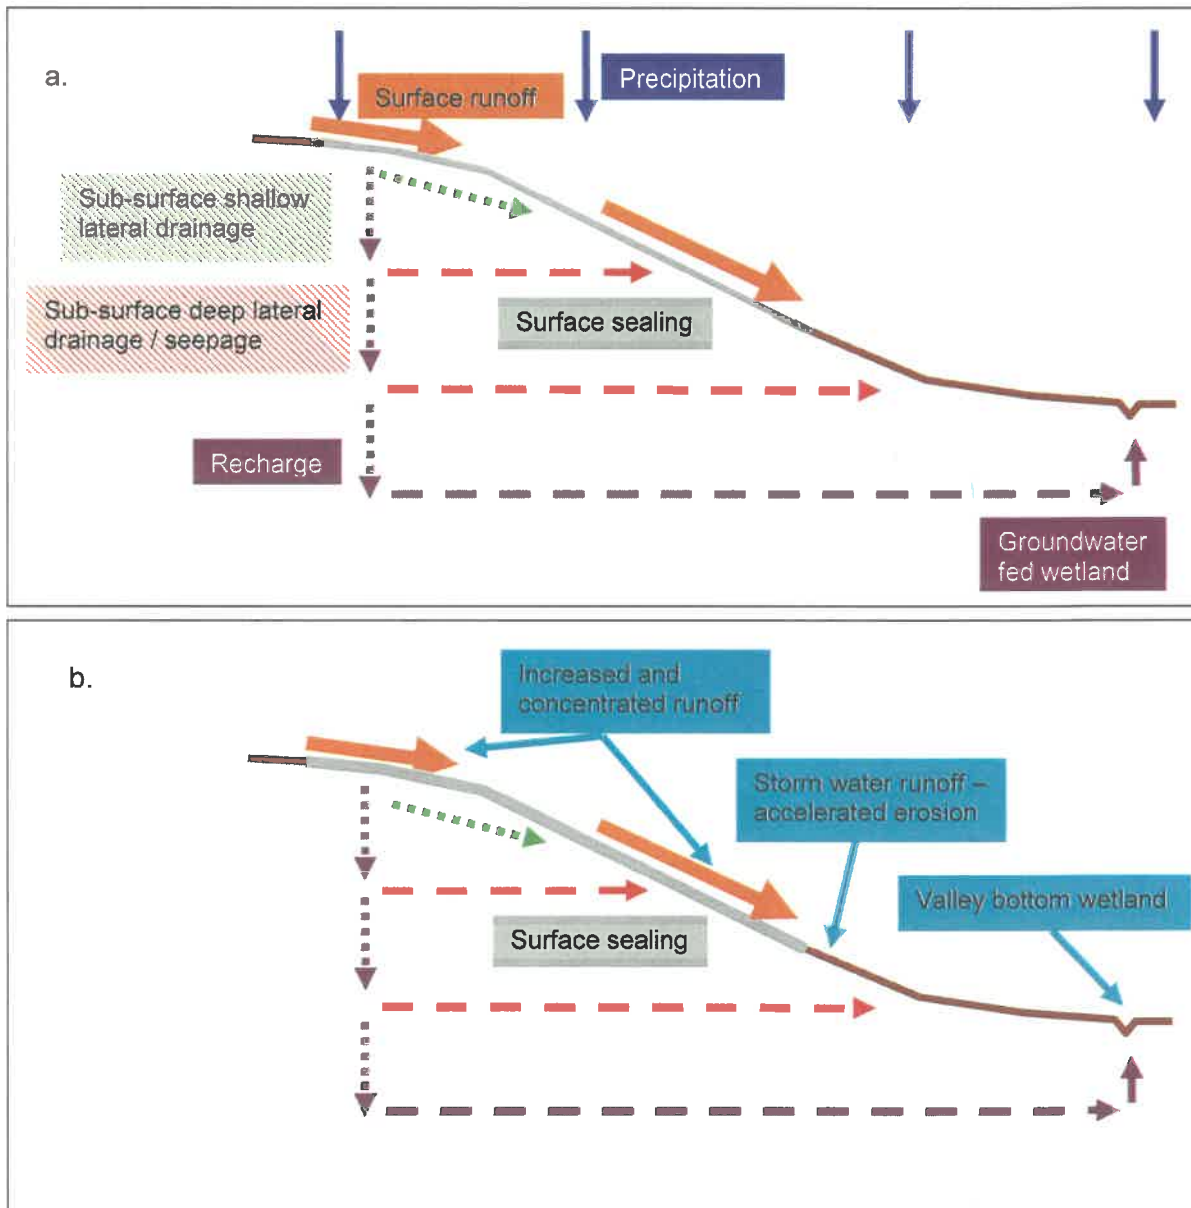 a.
Precipitation
Surface runoff
Sub-surface shallow
lateral drainage
Sub-surface deep lateral
drainage / seepage
Surface sealing
Recharge
Groundwater
fed wetland
b.
Increased and
concentrated runoff
Storm water runoff –
accelerated erosion
Valley bottom wetland
Surface sealing